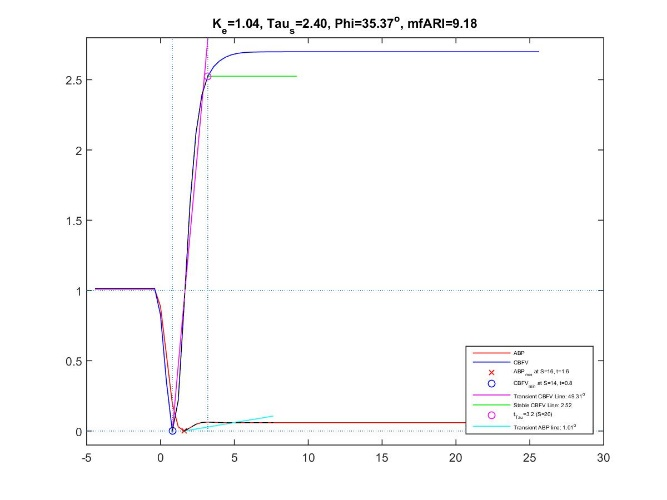 K_e=1.04, Tau_s=2.40, Phi=35.37°, mfARI=9.18
2.5
2
1.5
1
0.5
0
-5 0 5 10 15 20 25 30
ABP
CBFV
ABP_min at S=16, t=1.6
CBFV_min at S=14, t=0.8
Transient CBFV Line: 49.31°
Stable CBFV Line: 2.52
t_Tau=3.2 (S=20)
Transient ABP line: 1.01°